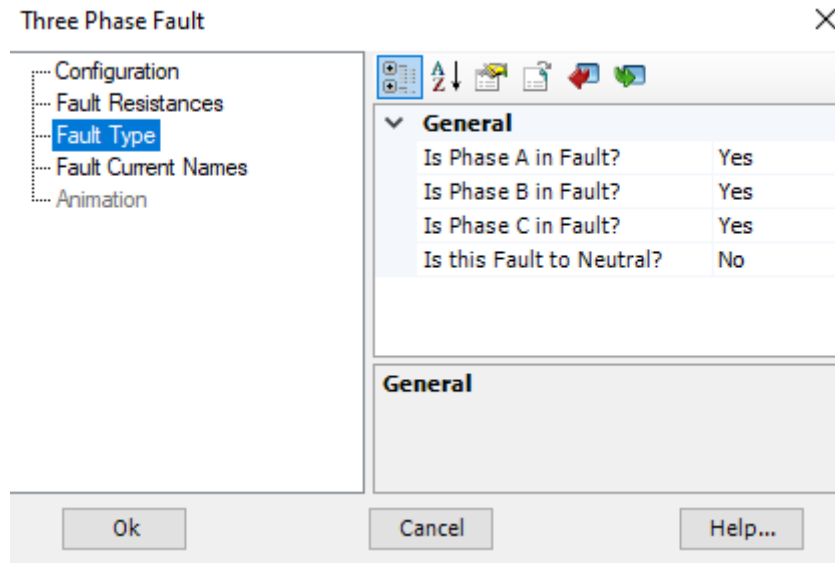 Three Phase Fault
Configuration
Fault Resistances
Fault Type
Fault Current Names
Animation
General
Is Phase A in Fault? Yes
Is Phase B in Fault? Yes
Is Phase C in Fault? Yes
Is this Fault to Neutral? No
General
Ok Cancel Help...